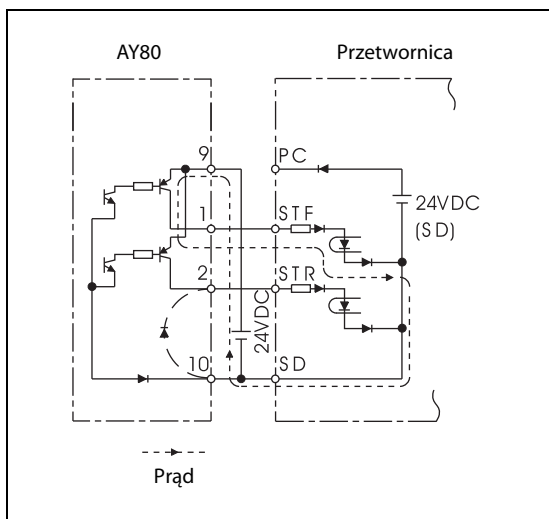 AY80
Przetwornica
9
PC
24VDC
(SD)
1
STF
2
STR
24VDC
10
SD
Prąd